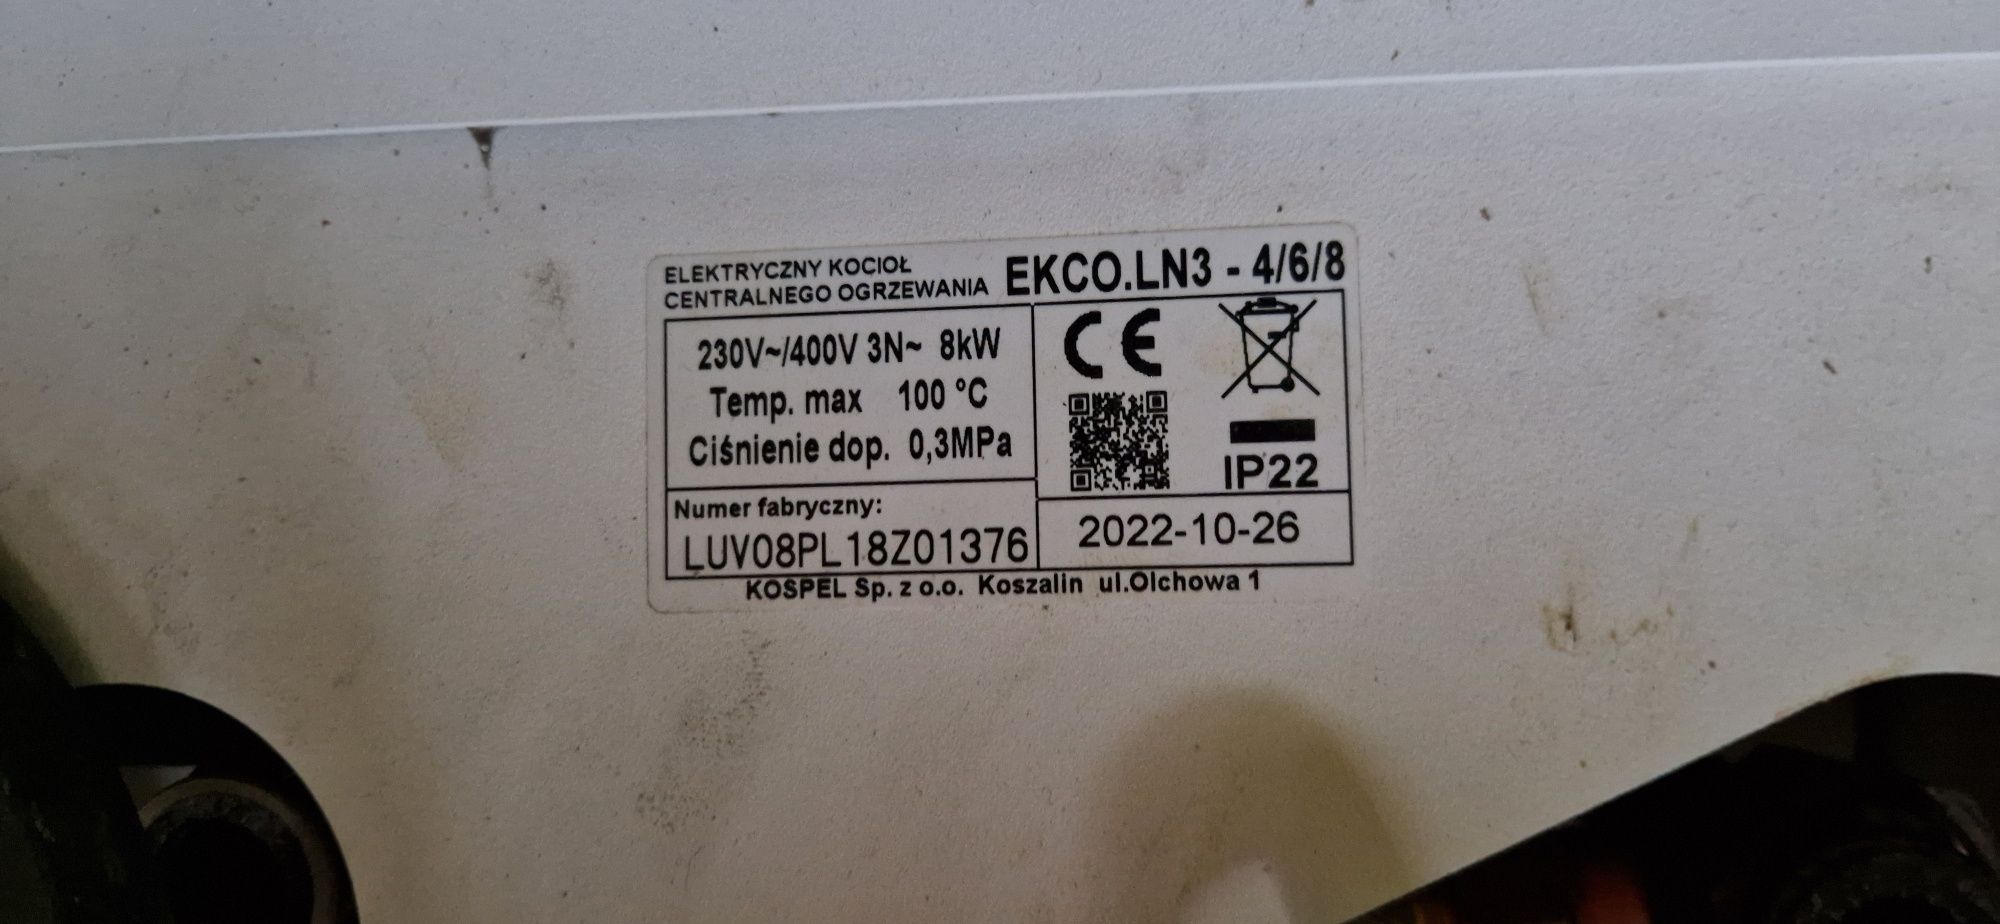 ELEKTRYCZNY KOCIOŁ
CENTRALNEGO OGRZEWANIA
EKCO.LN3 - 4/6/8
230V~/400V 3N~ 8kW
Temp. max 100 °C
Ciśnienie dop. 0,3MPa
CE
IP22
Numer fabryczny:
LUV08PL18Z01376
2022-10-26
KOSPEL Sp. z o.o. Koszalin ul.Olchowa 1